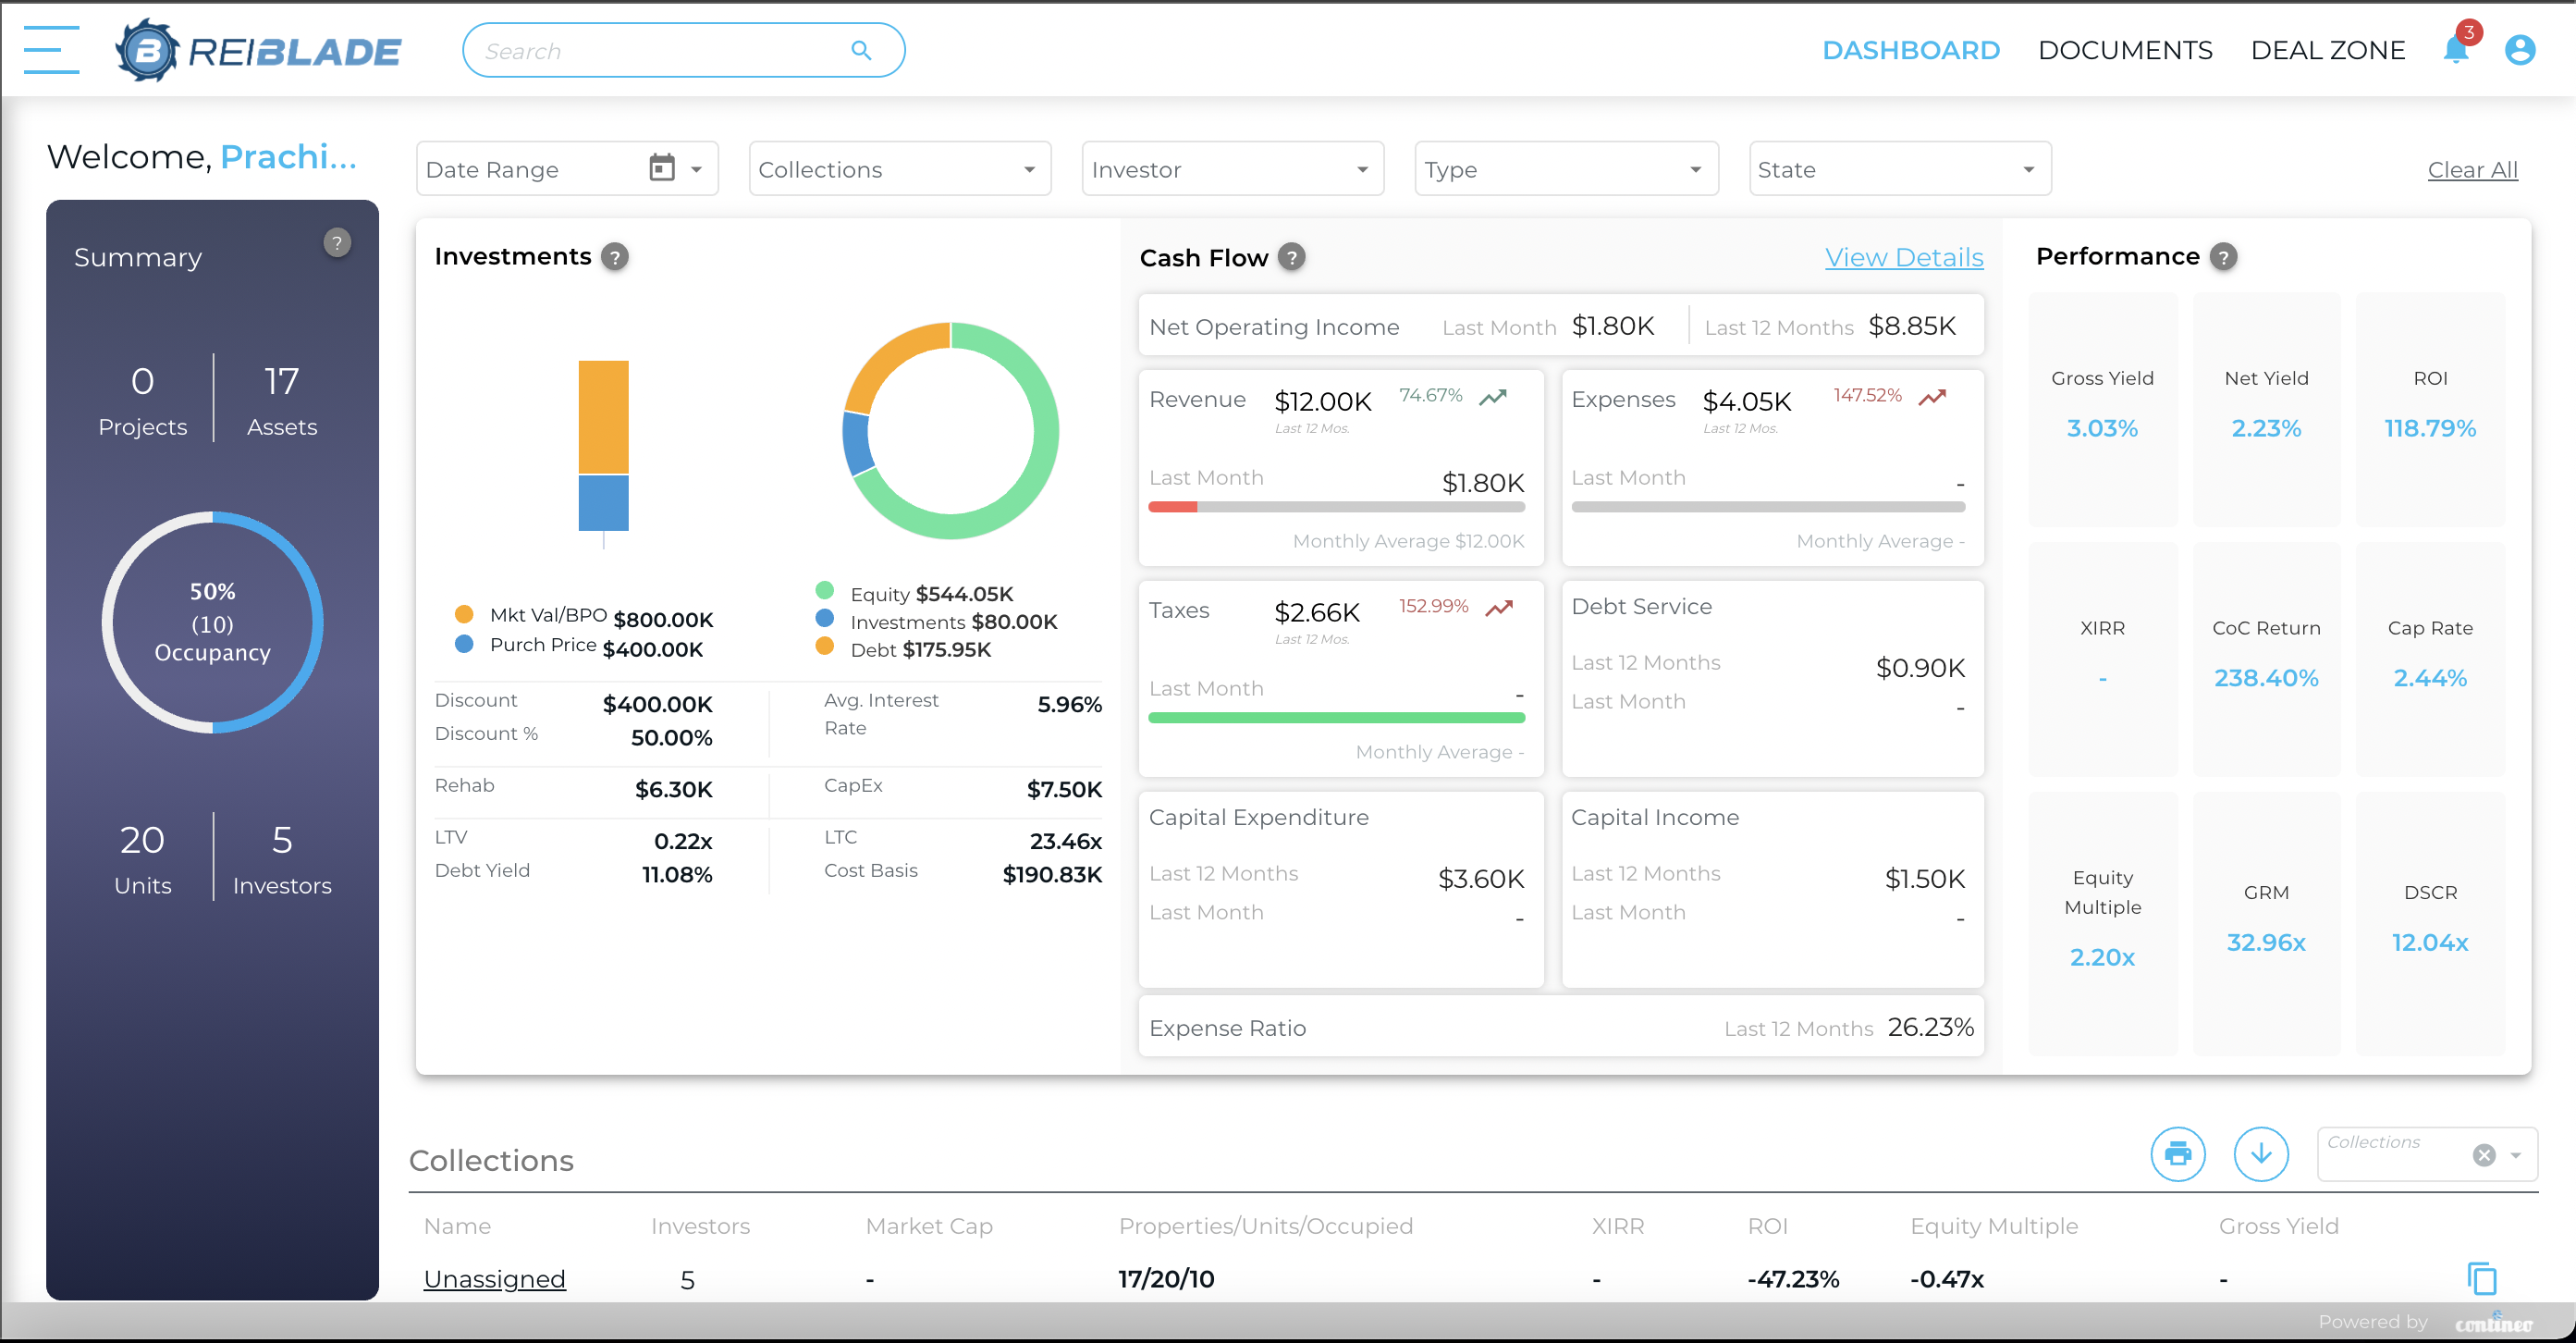 REIBLADE
Search
DASHBOARD DOCUMENTS DEAL ZONE 3
Welcome, Prachi...
Date Range Collections Investor Type State Clear All
Summary ?
0 17
Projects Assets
50%
(10)
Occupancy
20 5
Units Investors
Investments ?
Mkt Val/BPO $800.00K
Purch Price $400.00K
Equity $544.05K
Investments $80.00K
Debt $175.95K
Discount $400.00K
Discount % 50.00%
Avg. Interest Rate 5.96%
Rehab $6.30K CapEx $7.50K
LTV 0.22x LTC 23.46x
Debt Yield 11.08% Cost Basis $190.83K
Cash Flow ? View Details
Net Operating Income Last Month $1.80K Last 12 Months $8.85K
Revenue $12.00K 74.67%
Last 12 Mos.
Last Month $1.80K
Monthly Average $12.00K
Expenses $4.05K 147.52%
Last 12 Mos.
Last Month -
Monthly Average -
Taxes $2.66K 152.99%
Last 12 Mos.
Last Month -
Monthly Average -
Debt Service
Last 12 Months $0.90K
Last Month -
Capital Expenditure
Last 12 Months $3.60K
Last Month -
Capital Income
Last 12 Months $1.50K
Last Month -
Expense Ratio Last 12 Months 26.23%
Performance ?
Gross Yield Net Yield ROI
3.03% 2.23% 118.79%
XIRR CoC Return Cap Rate
- 238.40% 2.44%
Equity Multiple GRM DSCR
2.20x 32.96x 12.04x
Collections
Collections
Name Investors Market Cap Properties/Units/Occupied XIRR ROI Equity Multiple Gross Yield
Unassigned 5 - 17/20/10 - -47.23% -0.47x -
Powered by contineo